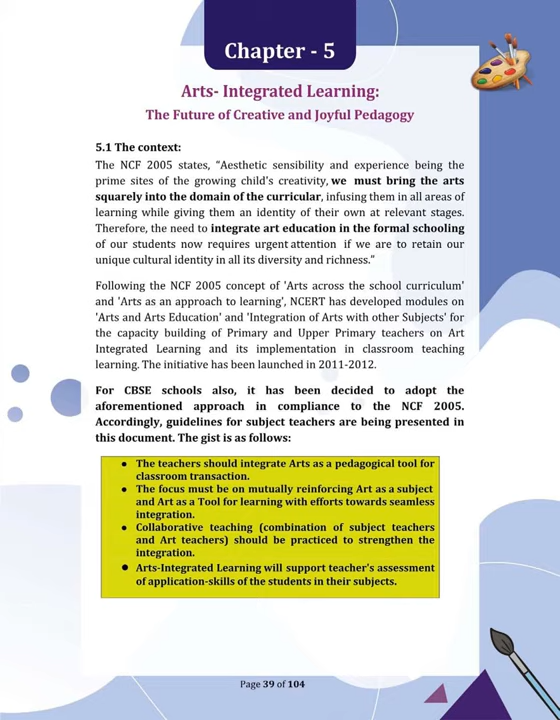 Chapter - 5
Arts- Integrated Learning:
The Future of Creative and Joyful Pedagogy
5.1 The context:
The NCF 2005 states, “Aesthetic sensibility and experience being the
prime sites of the growing child's creativity, we must bring the arts
squarely into the domain of the curricular, infusing them in all areas of
learning while giving them an identity of their own at relevant stages.
Therefore, the need to integrate art education in the formal schooling
of our students now requires urgent attention if we are to retain our
unique cultural identity in all its diversity and richness.”
Following the NCF 2005 concept of 'Arts across the school curriculum'
and 'Arts as an approach to learning', NCERT has developed modules on
'Arts and Arts Education' and 'Integration of Arts with other Subjects' for
the capacity building of Primary and Upper Primary teachers on Art
Integrated Learning and its implementation in classroom teaching
learning. The initiative has been launched in 2011-2012.
For CBSE schools also, it has been decided to adopt the
aforementioned approach in compliance to the NCF 2005.
Accordingly, guidelines for subject teachers are being presented in
this document. The gist is as follows:
• The teachers should integrate Arts as a pedagogical tool for
classroom transaction.
• The focus must be on mutually reinforcing Art as a subject
and Art as a Tool for learning with efforts towards seamless
integration.
• Collaborative teaching (combination of subject teachers
and Art teachers) should be practiced to strengthen the
integration.
• Arts-Integrated Learning will support teacher's assessment
of application-skills of the students in their subjects.
Page 39 of 104